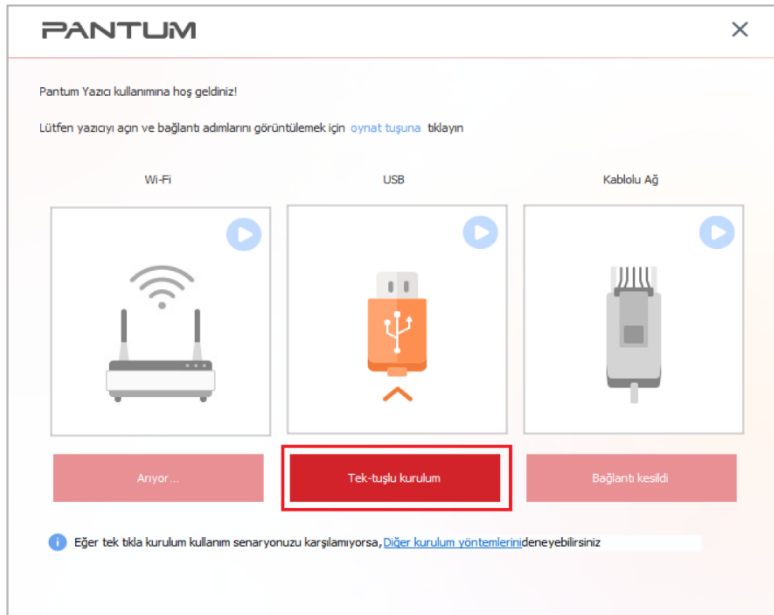 PANTUM
Pantum Yazıcı kullanımına hoş geldiniz!
Lütfen yazıcıyı açın ve bağlantı adımlarını görüntülemek için oynat tuşuna tıklayın
Wi-Fi
USB
Kablolu Ağ
Arıyor...
Tek-tuşlu kurulum
Bağlantı kesildi
Eğer tek tıkla kurulum kullanım senaryonuzu karşılamıyorsa,Diğer kurulum yöntemlerinideneyebilirsiniz